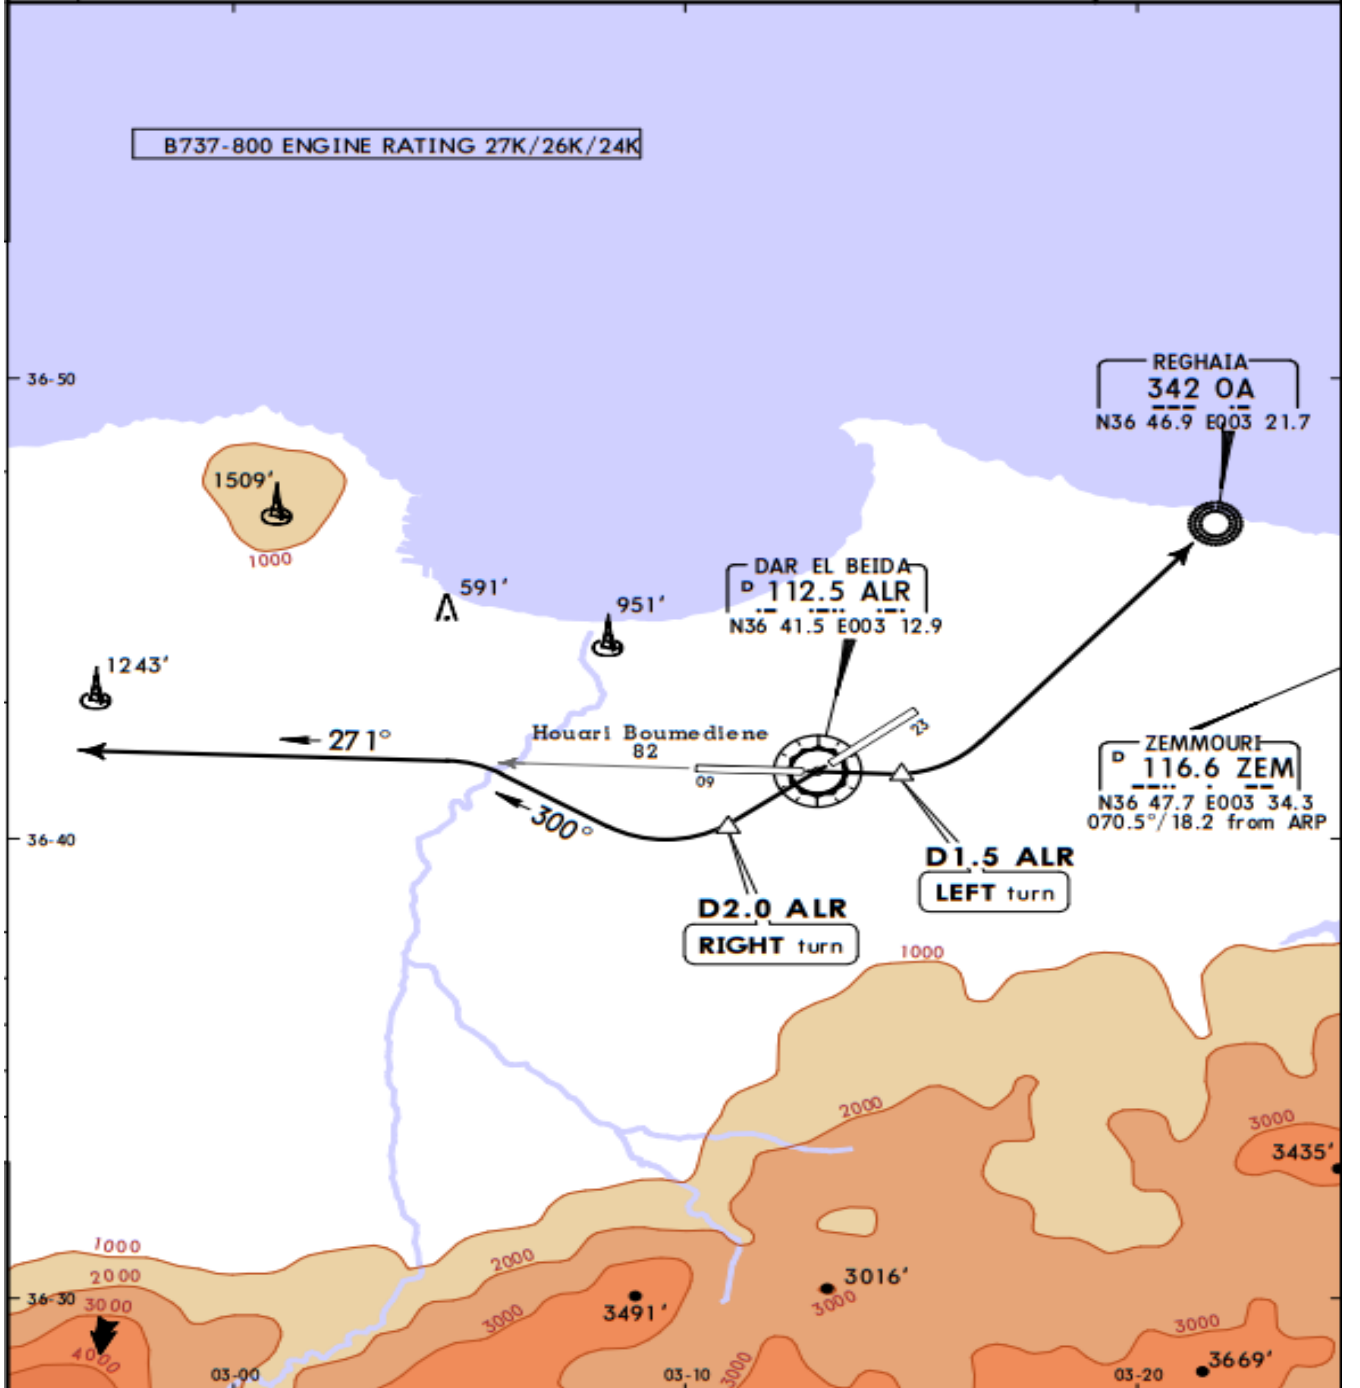 B737-800 ENGINE RATING 27K/26K/24K
REGHAIA
36-50
342 OA
N36 46.9 E003 21.7
1509'
1000
DAR EL BEIDA
591'
D 112.5 ALR
951'
N36 41.5 E003 12.9
1243'
23
271°
Houari Boumediene
82
ZEMMOURI
D 116.6 ZEM
09
N36 47.7 E003 34.3
070.5°/18.2 from ARP
300°
36-40
D1.5 ALR
LEFT turn
D2.0 ALR
RIGHT turn
1000
2000
3000
3435'
1000
2000
2000
3016'
36-30
3000
3000
3491'
3000
3000
4000
3669'
03-00
03-10
3000
03-20